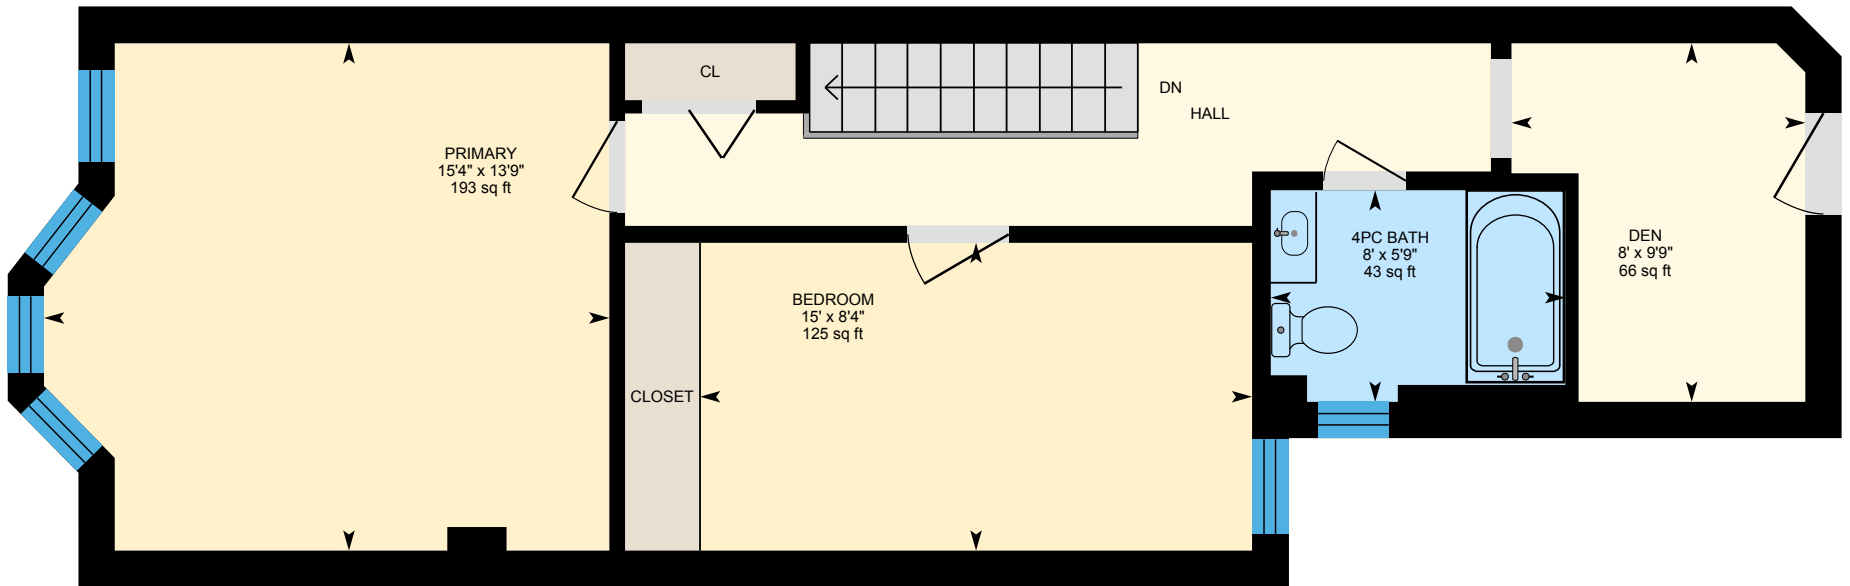 CL
DN
HALL
PRIMARY
15'4" x 13'9"
193 sq ft
4PC BATH
8' x 5'9"
43 sq ft
DEN
8' x 9'9"
66 sq ft
BEDROOM
15' x 8'4"
125 sq ft
CLOSET